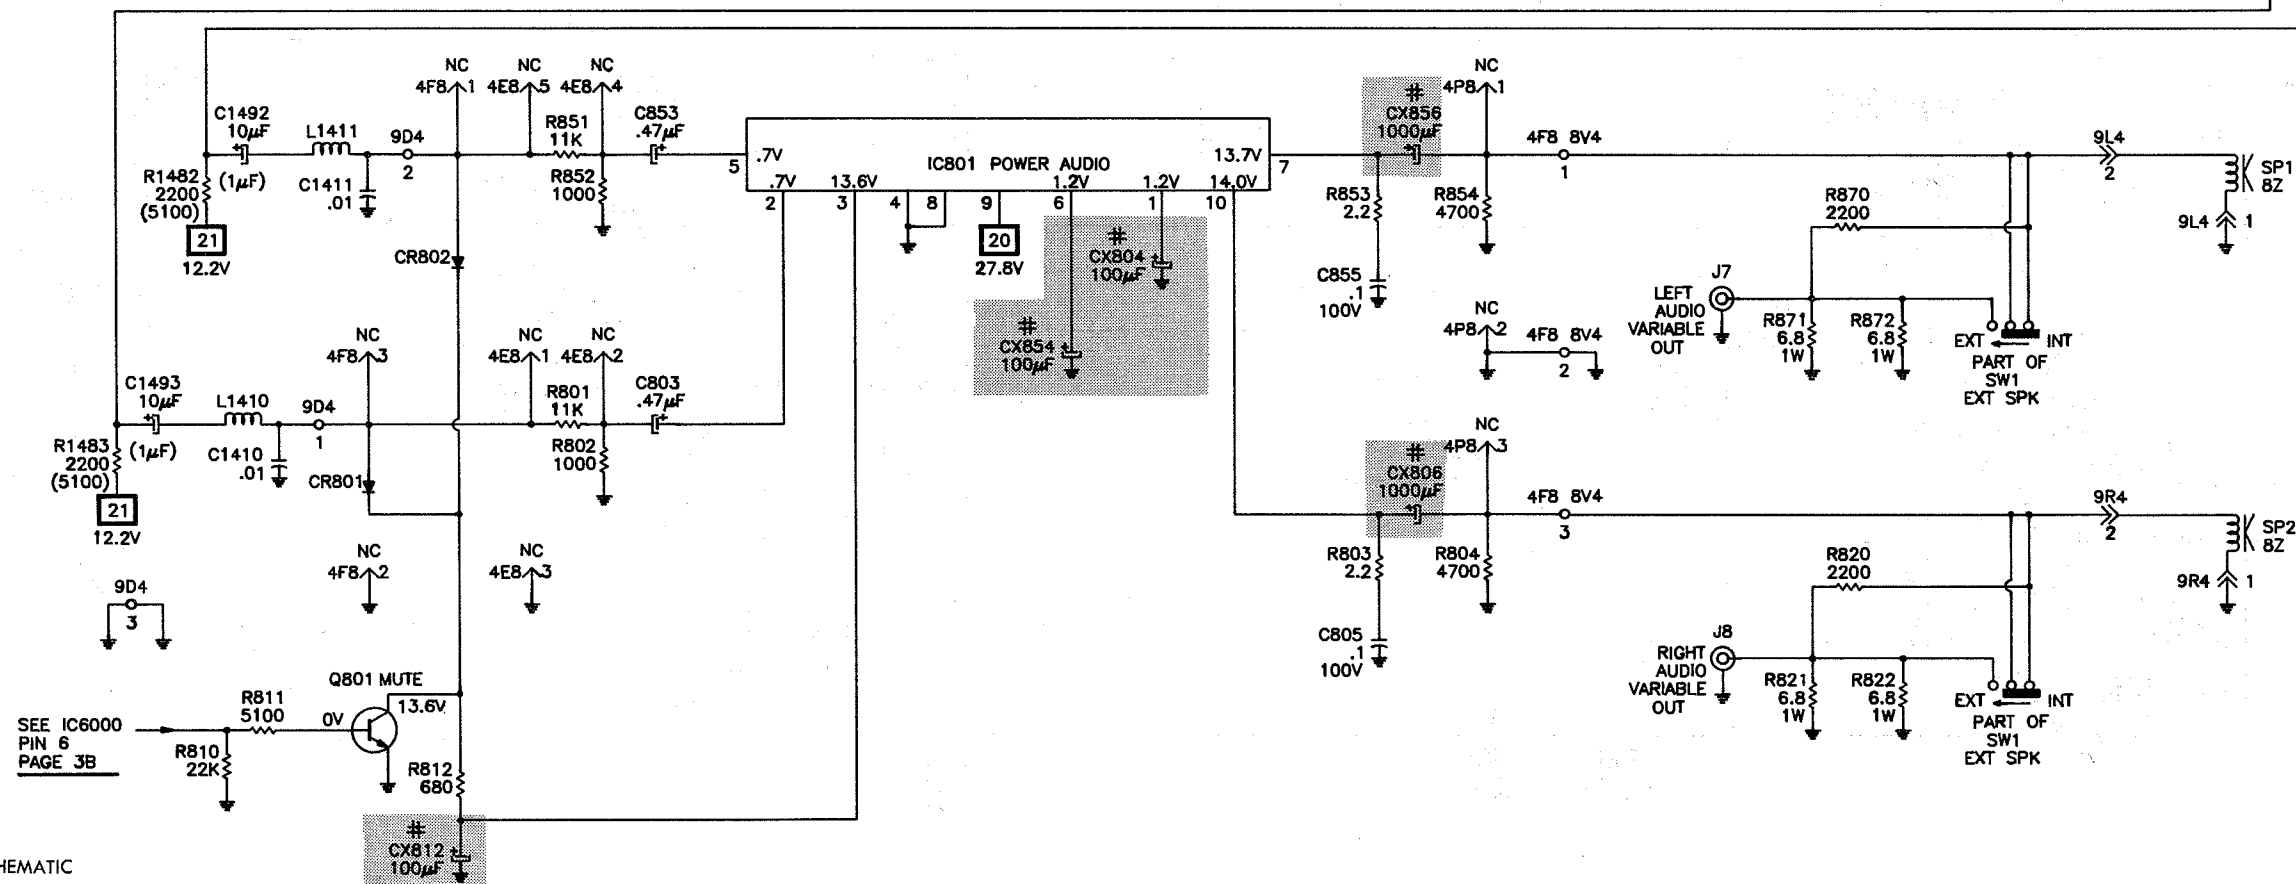 NC
4F8 1
NC
4E8 5
NC
4E8 4
C1492
10µF
(1µF)
L1411
9D4
2
R851
11K
C853
.47µF
C1411
.01
R852
1000
R1482
2200
(5100)
21
12.2V
CR802
5
.7V
IC801 POWER AUDIO
13.7V
7
.7V
13.6V
1.2V
1.2V
14.0V
2
3
4
8
9
6
1
10
20
27.8V
#
CX804
100µF
#
CX854
100µF
#
CX856
1000µF
NC
4P8 1
4F8 8V4
1
R853
2.2
R854
4700
C855
.1
100V
NC
4P8 2
4F8 8V4
2
9L4
2
SP1
8Z
9L4 1
R870
2200
J7
LEFT
AUDIO
VARIABLE
OUT
R871
6.8
1W
R872
6.8
1W
EXT
INT
PART OF
SW1
EXT SPK
NC
4F8 3
NC
4E8 1
NC
4E8 2
C1493
10µF
(1µF)
L1410
9D4
1
R801
11K
C803
.47µF
R1483
2200
(5100)
21
12.2V
C1410
.01
R802
1000
CR801
NC
4F8 2
NC
4E8 3
9D4
3
#
CX806
1000µF
NC
4P8 3
4F8 8V4
3
R803
2.2
R804
4700
C805
.1
100V
9R4
2
SP2
8Z
9R4 1
R820
2200
J8
RIGHT
AUDIO
VARIABLE
OUT
R821
6.8
1W
R822
6.8
1W
EXT
INT
PART OF
SW1
EXT SPK
Q801 MUTE
13.6V
0V
R811
5100
SEE IC6000
PIN 6
PAGE 3B
R810
22K
R812
680
#
CX812
100µF
HEMATIC